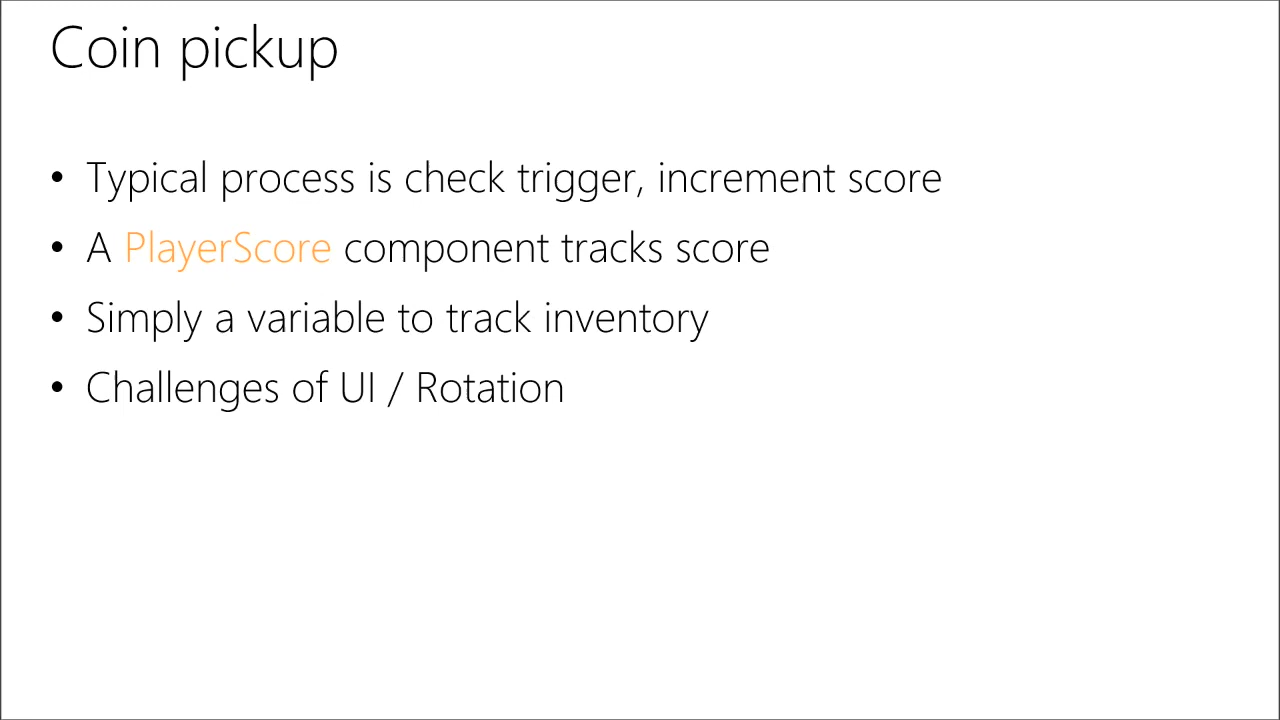 Coin pickup
• Typical process is check trigger, increment score
• A PlayerScore component tracks score
• Simply a variable to track inventory
• Challenges of UI / Rotation